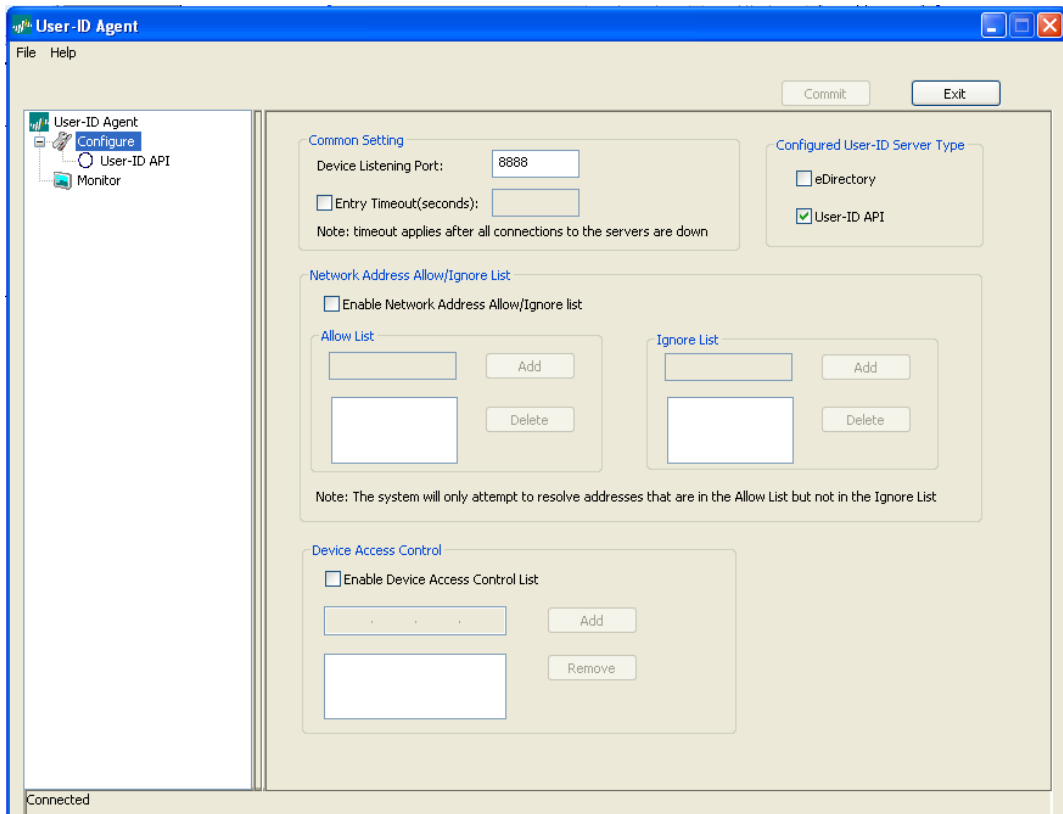 User-ID Agent
File Help
Commit Exit
User-ID Agent
Configure
User-ID API
Monitor
Common Setting
Device Listening Port: 8888
Entry Timeout(seconds):
Note: timeout applies after all connections to the servers are down
Configured User-ID Server Type
eDirectory
User-ID API
Network Address Allow/Ignore List
Enable Network Address Allow/Ignore list
Allow List
Add
Delete
Ignore List
Add
Delete
Note: The system will only attempt to resolve addresses that are in the Allow List but not in the Ignore List
Device Access Control
Enable Device Access Control List
. . . Add
Remove
Connected